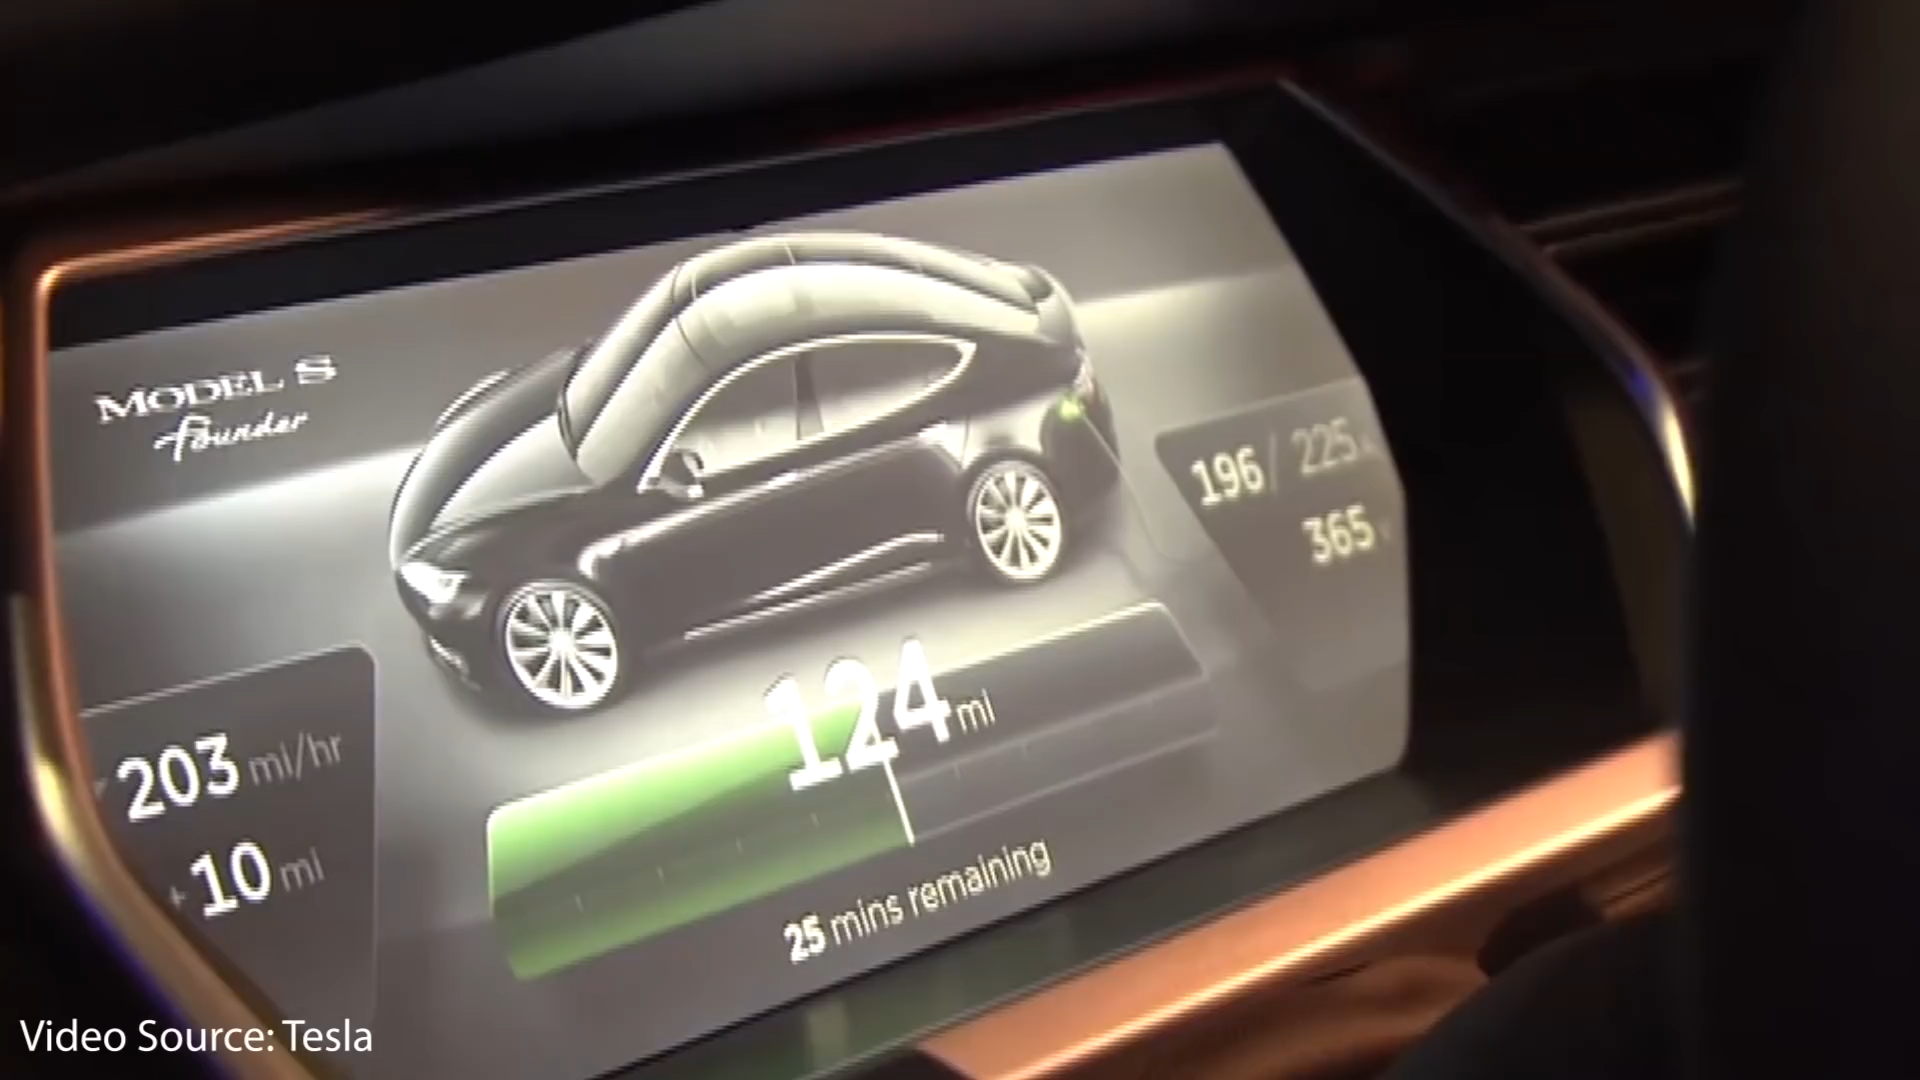 MODEL S
Founder
196 / 225
365
203 mi/hr
+10 mi
124 mi
25 mins remaining
Video Source: Tesla